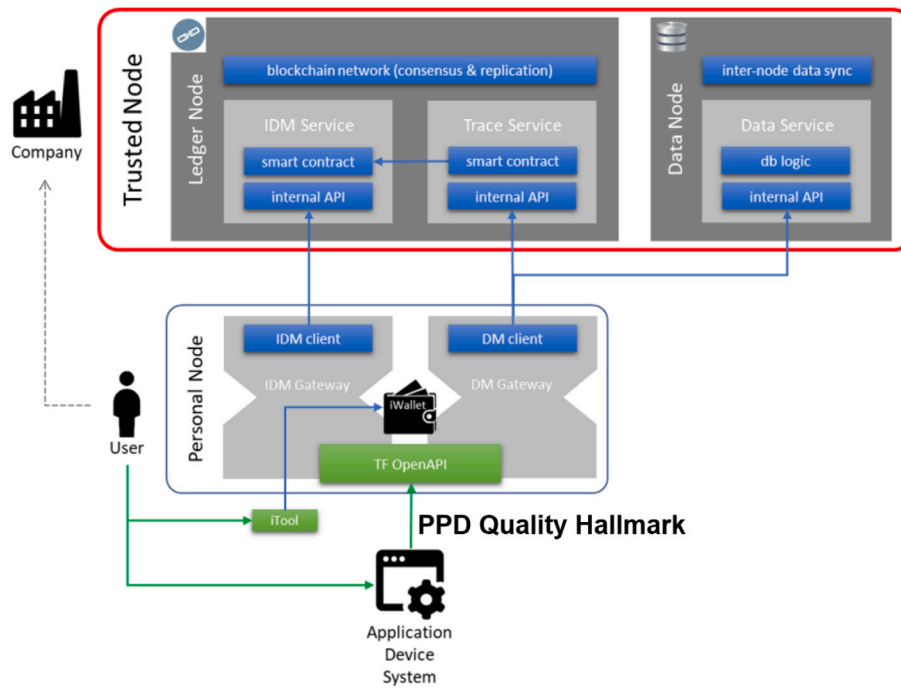 Company
Trusted Node
Ledger Node
blockchain network (consensus & replication)
IDM Service
smart contract
internal API
Trace Service
smart contract
internal API
Data Node
inter-node data sync
Data Service
db logic
internal API
User
Personal Node
IDM client
IDM Gateway
DM client
DM Gateway
iWallet
TF OpenAPI
iTool
PPD Quality Hallmark
Application
Device
System